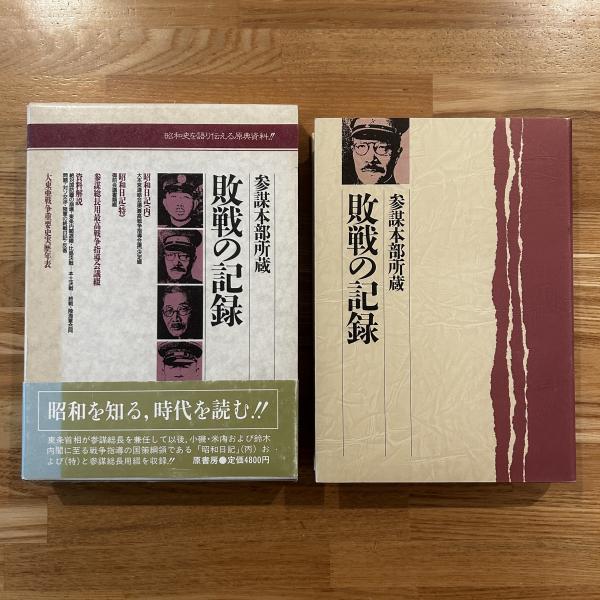 昭和史を語り伝える原典資料!!
参謀本部所蔵
敗戦の記録
昭和日記(丙)
昭和日記(特)
参謀総長用最高戦争指導会議綴
資料解説
大東亜戦争重要史実歴年表
昭和を知る,時代を読む!!
東条首相が参謀総長を兼任して以後、小磯・米内および鈴木
内閣に至る戦争指導の国策綱領である「昭和日記」(丙)お
よび(特)と参謀総長用綴を収録!!
原書房●定価4800円
参謀本部所蔵
敗戦の記録